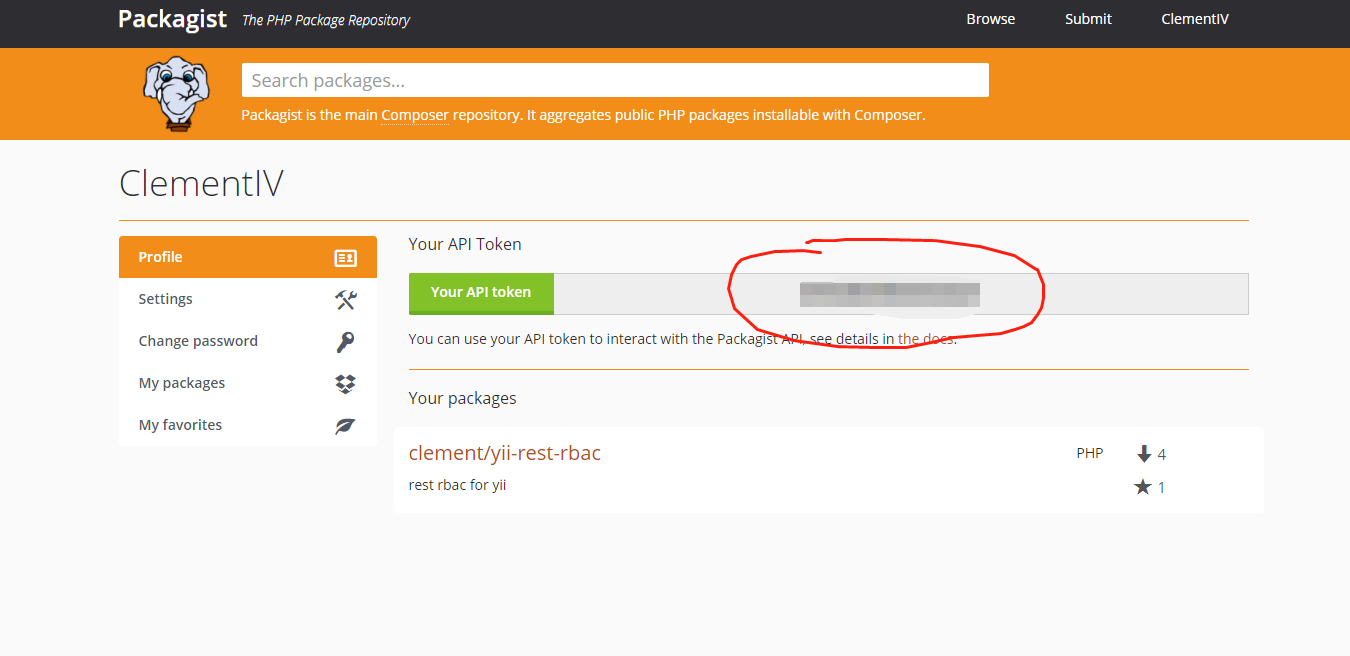 Packagist The PHP Package Repository Browse Submit ClementIV
Search packages...
Packagist is the main Composer repository. It aggregates public PHP packages installable with Composer.
ClementIV
Profile
Settings
Change password
My packages
My favorites
Your API Token
Your API token
You can use your API token to interact with the Packagist API, see details in the docs.
Your packages
clement/yii-rest-rbac PHP 4
rest rbac for yii 1